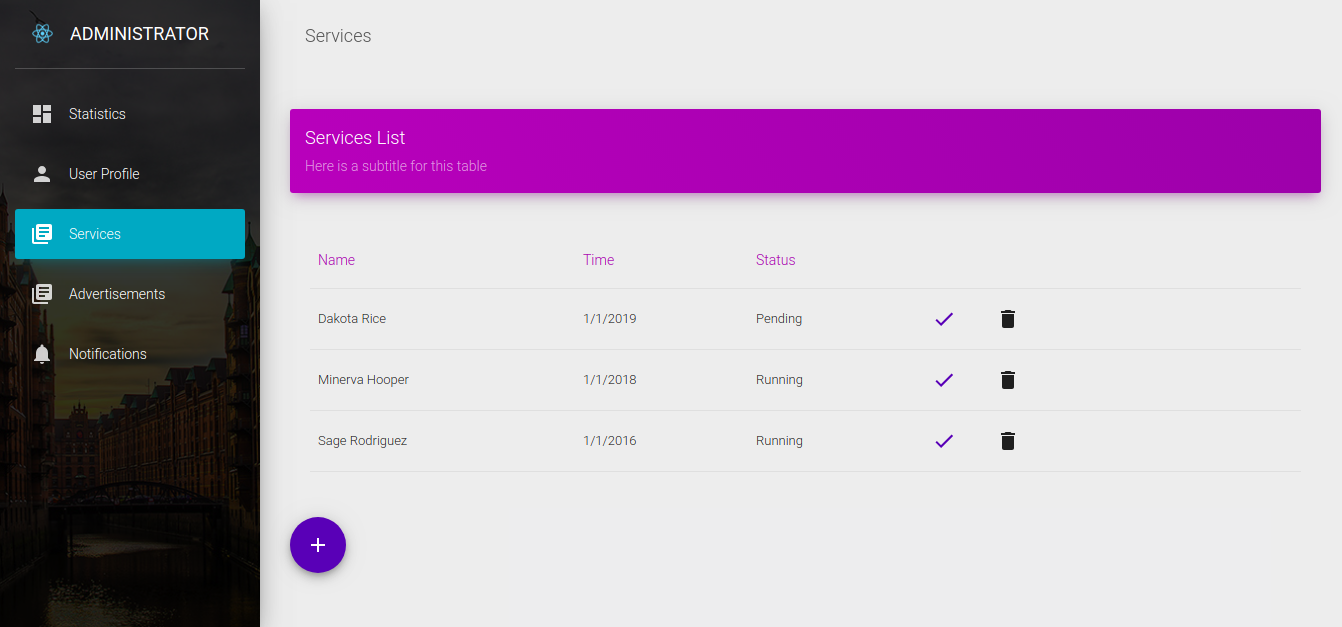 ADMINISTRATOR
Statistics
User Profile
Services
Advertisements
Notifications
Services
Services List
Here is a subtitle for this table
Name Time Status
Dakota Rice 1/1/2019 Pending
Minerva Hooper 1/1/2018 Running
Sage Rodriguez 1/1/2016 Running